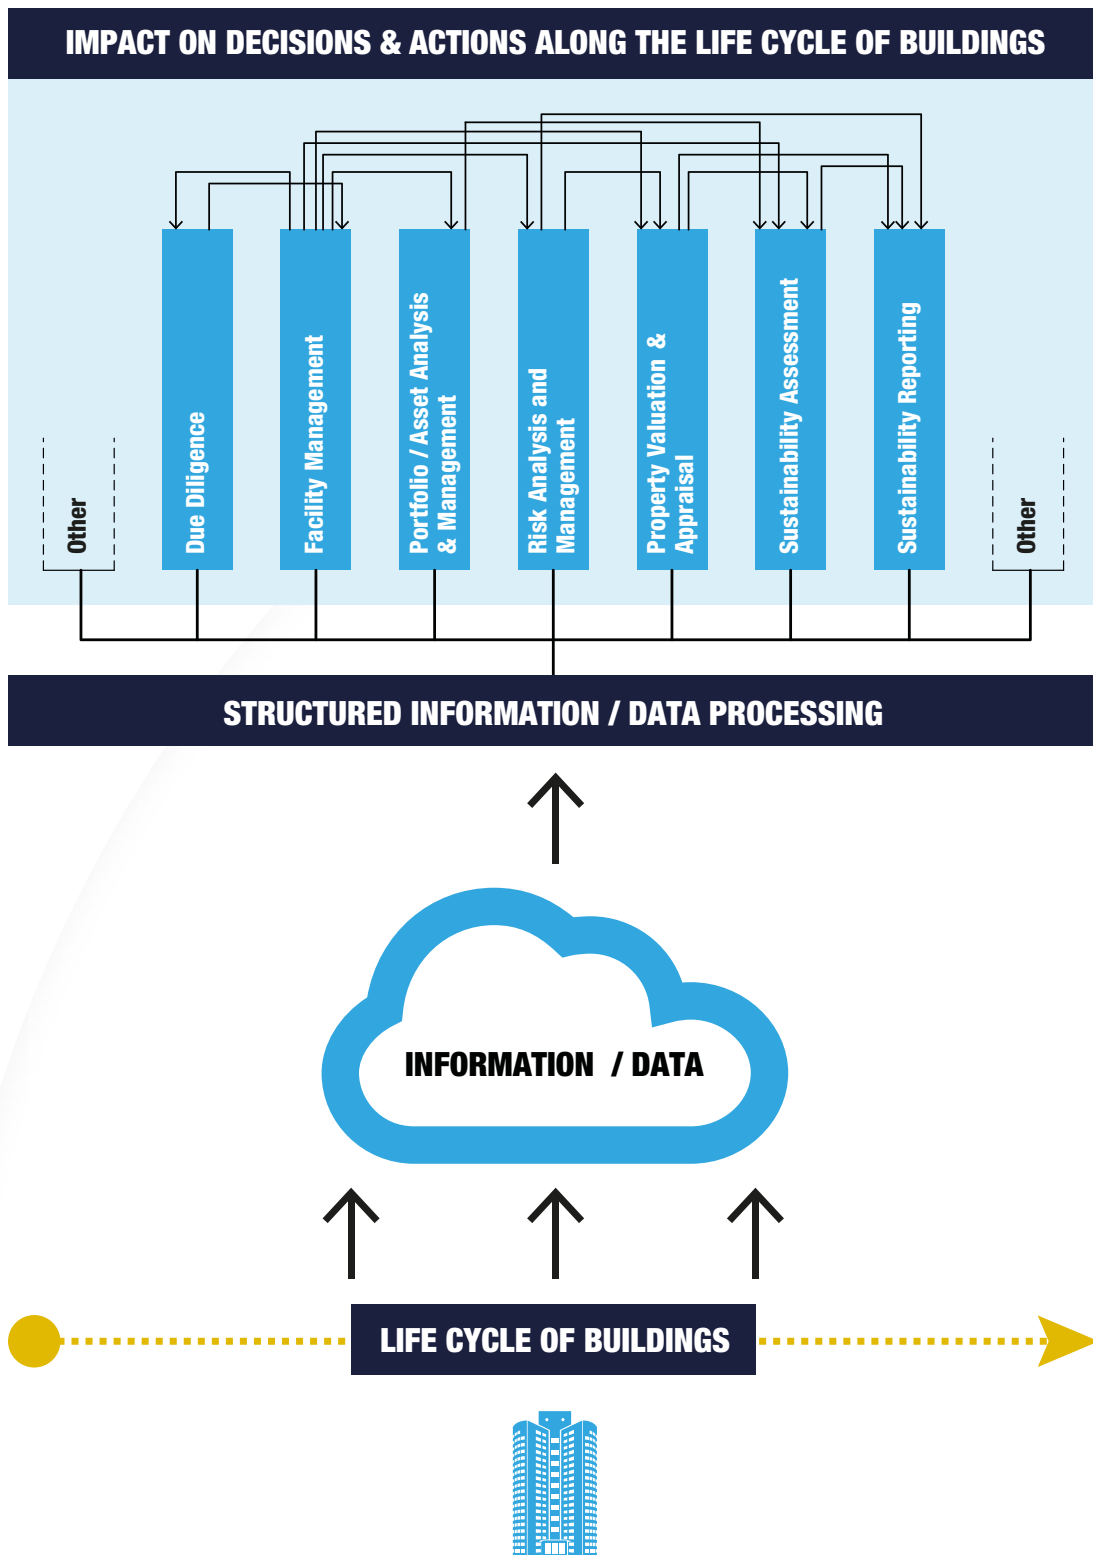 IMPACT ON DECISIONS & ACTIONS ALONG THE LIFE CYCLE OF BUILDINGS
Other
Due Diligence
Facility Management
Portfolio / Asset Analysis
& Management
Risk Analysis and
Management
Property Valuation &
Appraisal
Sustainability Assessment
Sustainability Reporting
Other
STRUCTURED INFORMATION / DATA PROCESSING
INFORMATION / DATA
LIFE CYCLE OF BUILDINGS